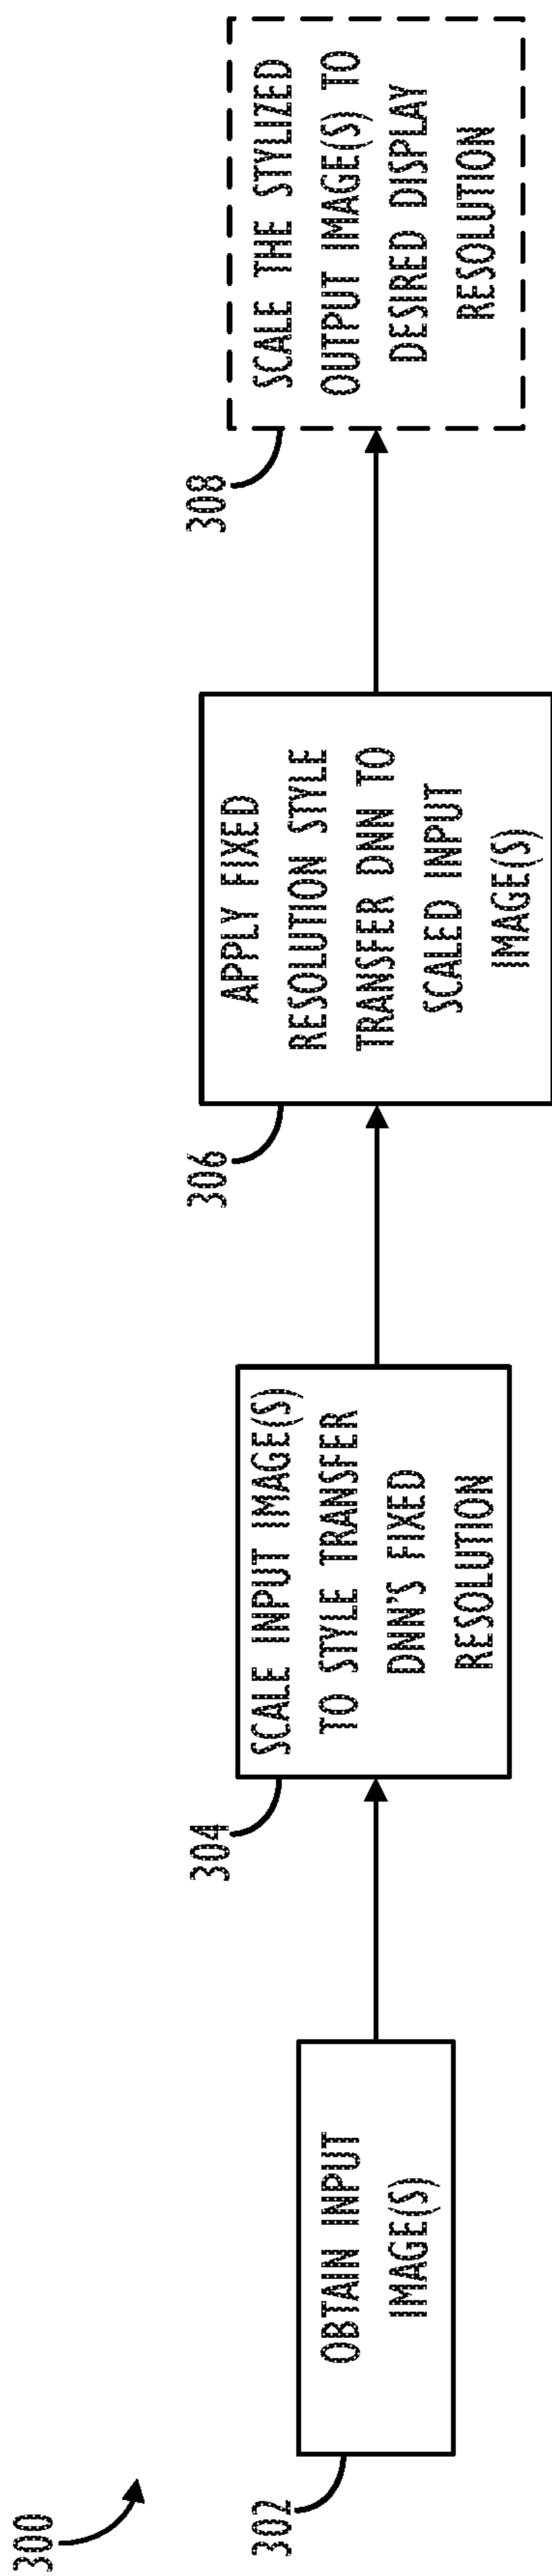 300
302
OBTAIN INPUT
IMAGE(S)
304
SCALE INPUT IMAGE(S)
TO STYLE TRANSFER
DNN'S FIXED
RESOLUTION
306
APPLY FIXED
RESOLUTION STYLE
TRANSFER DNN TO
SCALED INPUT
IMAGE(S)
308
SCALE THE STYLIZED
OUTPUT IMAGE(S) TO
DESIRED DISPLAY
RESOLUTION